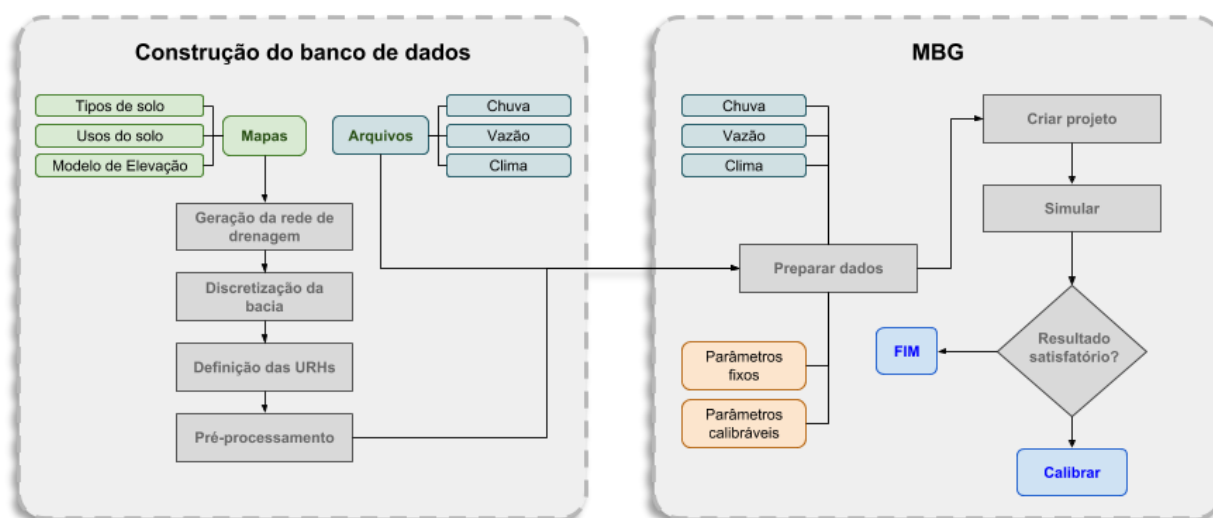 Construção do banco de dados
Tipos de solo
Usos do solo
Modelo de Elevação
Mapas
Arquivos
Chuva
Vazão
Clima
Geração da rede de
drenagem
Discretização da
bacia
Definição das URHs
Pré-processamento
MBG
Chuva
Vazão
Clima
Preparar dados
Parâmetros
fixos
Parâmetros
calibráveis
Criar projeto
Simular
Resultado
satisfatório?
FIM
Calibrar